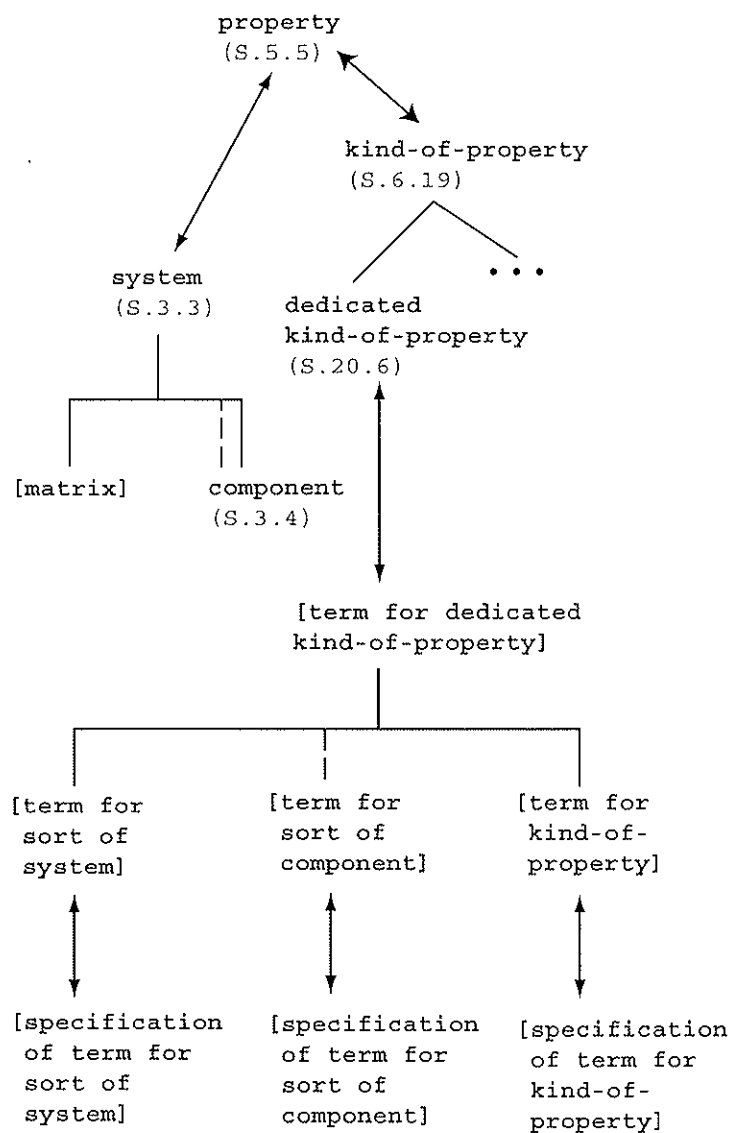 property
(S.5.5)
kind-of-property
(S.6.19)
system
(S.3.3)
• • •
dedicated
kind-of-property
(S.20.6)
[matrix]
component
(S.3.4)
[term for dedicated
kind-of-property]
[term for
sort of
system]
[term for
sort of
component]
[term for
kind-of-
property]
[specification
of term for
sort of
system]
[specification
of term for
sort of
component]
[specification
of term for
kind-of-
property]